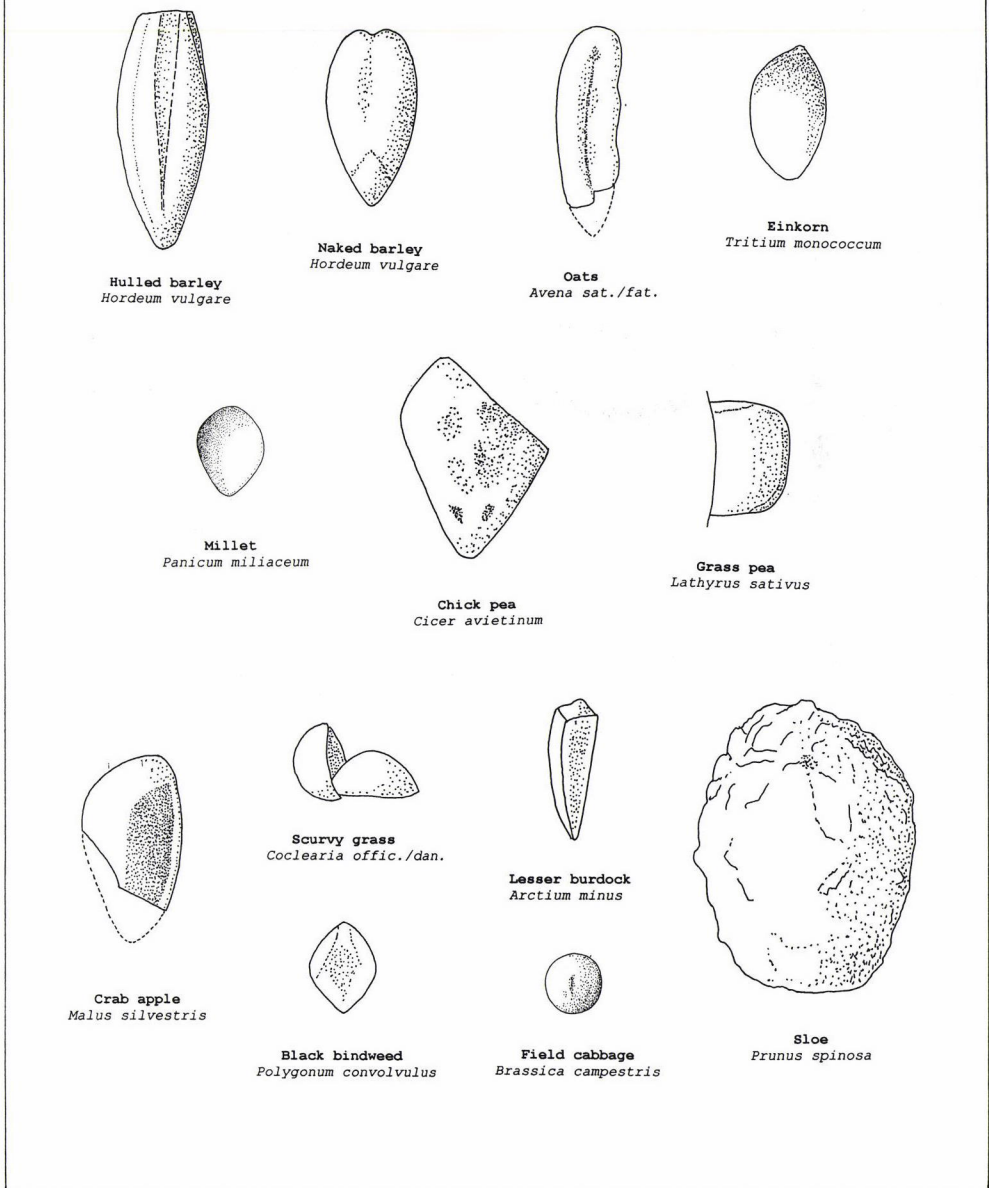 Hulled barley
Hordeum vulgare
Naked barley
Hordeum vulgare
Oats
Avena sat./fat.
Einkorn
Tritium monococcum
Millet
Panicum miliaceum
Chick pea
Cicer avietinum
Grass pea
Lathyrus sativus
Crab apple
Malus silvestris
Scurvy grass
Coclearia offic./dan.
Lesser burdock
Arctium minus
Sloe
Prunus spinosa
Black bindweed
Polygonum convolvulus
Field cabbage
Brassica campestris